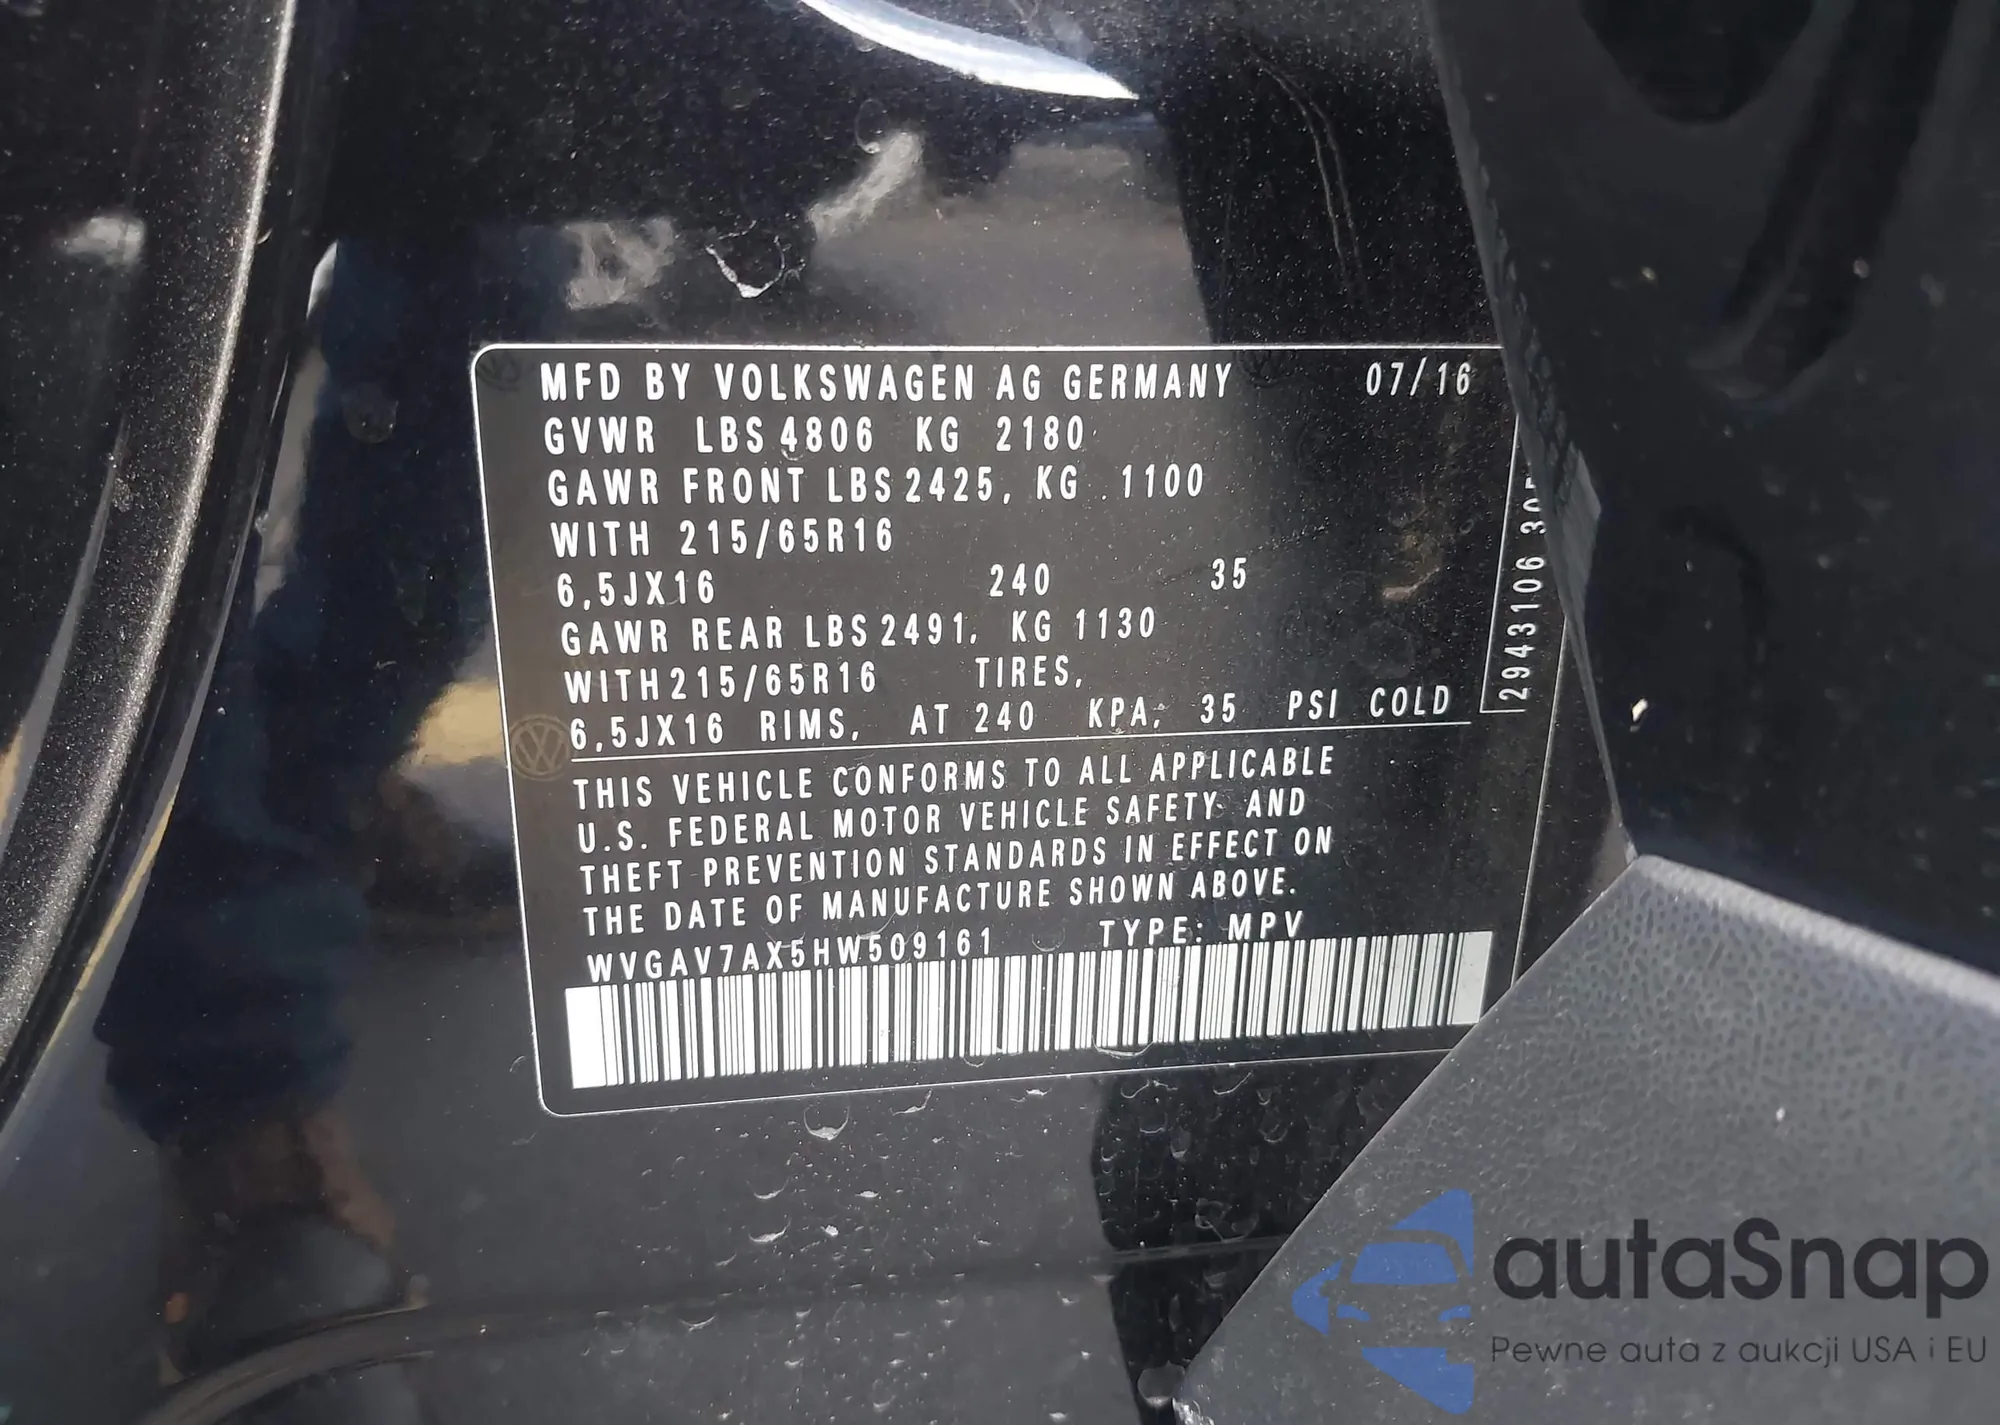 MFD BY VOLKSWAGEN AG GERMANY 07/16
GVWR LBS 4806 KG 2180
GAWR FRONT LBS 2425, KG 1100
WITH 215/65R16
6,5JX16 240 35
GAWR REAR LBS 2491, KG 1130
WITH 215/65R16 TIRES,
6,5JX16 RIMS, AT 240 KPA, 35 PSI COLD
THIS VEHICLE CONFORMS TO ALL APPLICABLE
U.S. FEDERAL MOTOR VEHICLE SAFETY AND
THEFT PREVENTION STANDARDS IN EFFECT ON
THE DATE OF MANUFACTURE SHOWN ABOVE.
WVGAV7AX5HW509161 TYPE: MPV
2943106
autaSnap
Pewne auta z aukcji USA i EU